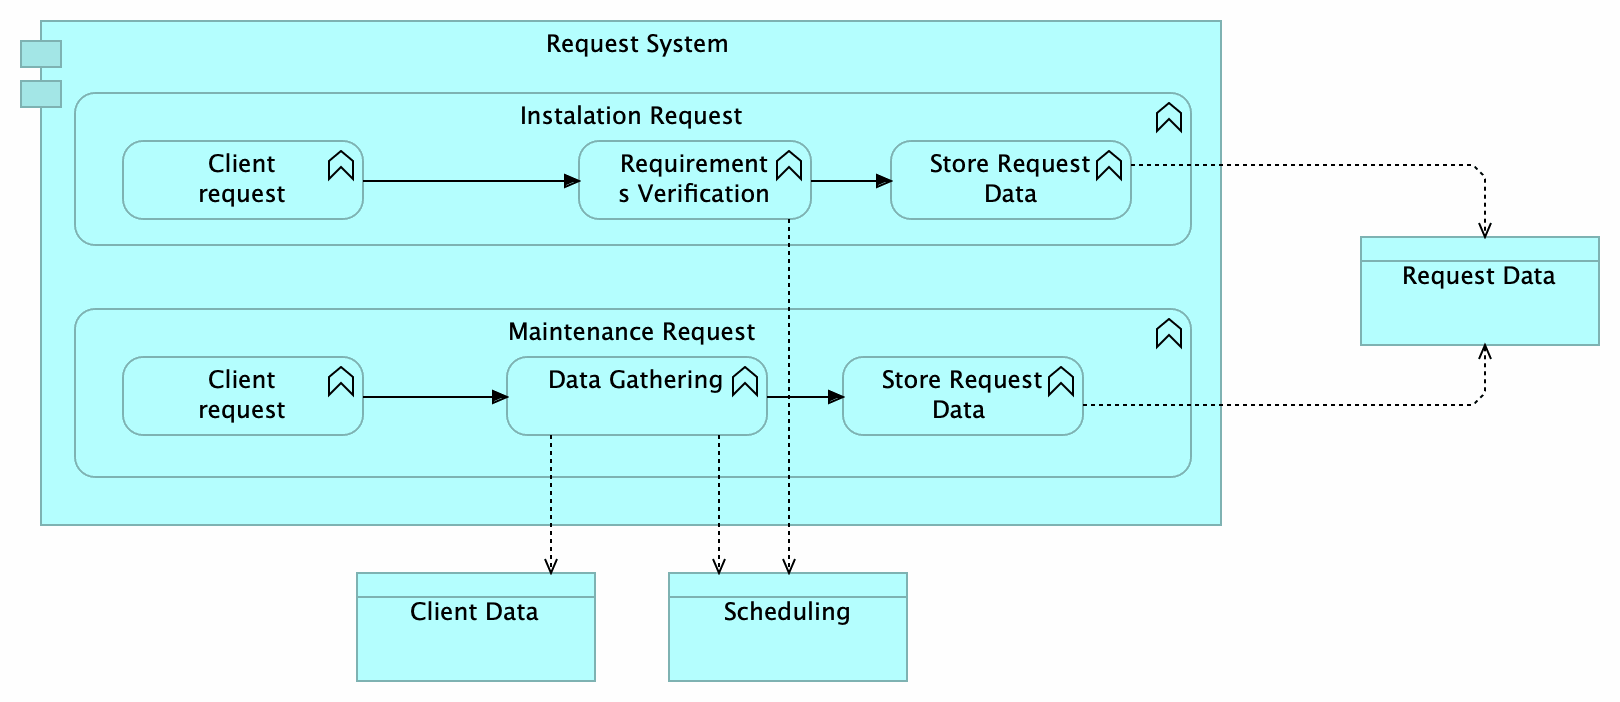 Request System
Instalation Request
Client
request
Requirement
s Verification
Store Request
Data
Request Data
Maintenance Request
Client
request
Data Gathering
Store Request
Data
Client Data
Scheduling